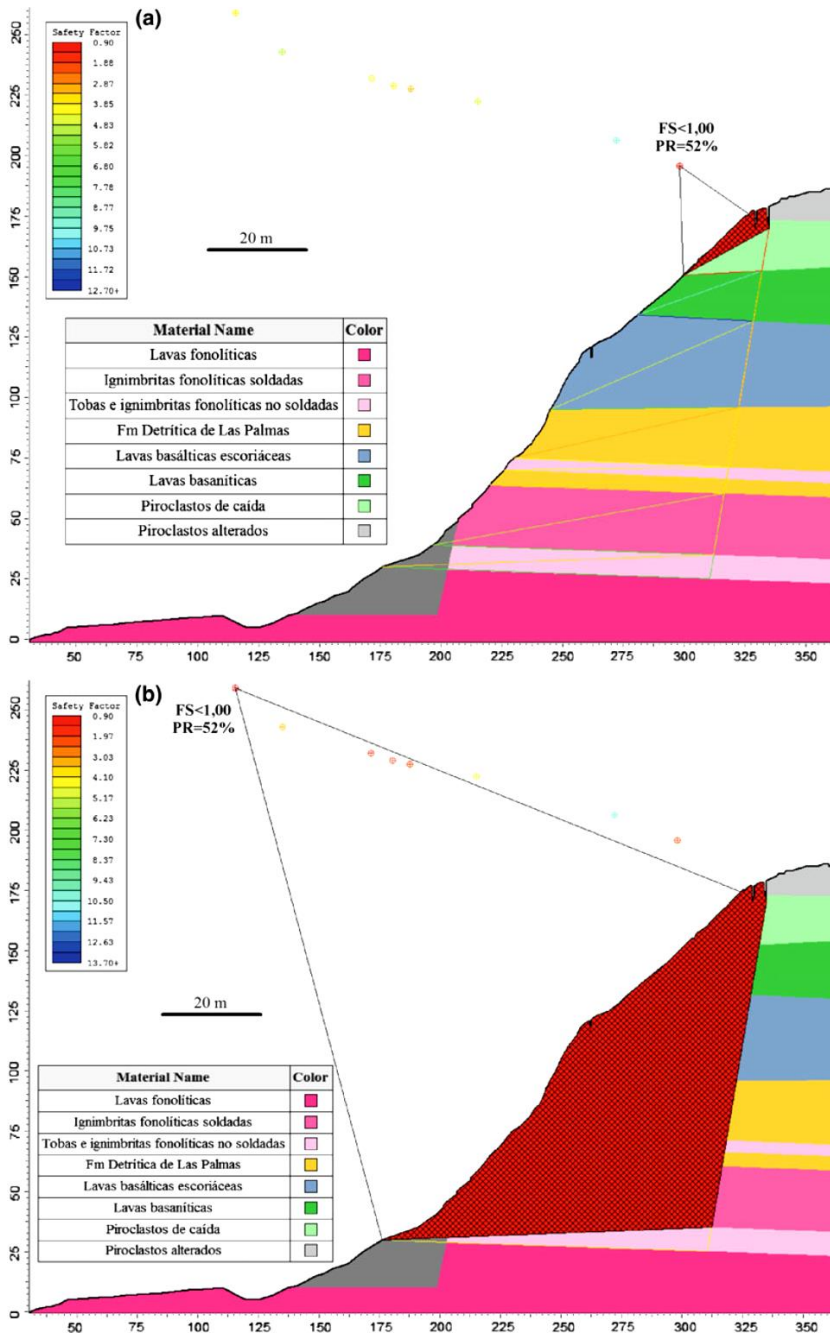 (a)
Safety Factor
0.90
1.88
2.87
3.85
4.83
5.82
6.80
7.78
8.77
9.75
10.73
11.72
12.70+
FS<1,00
PR=52%
20 m
Material Name Color
Lavas fonolíticas
Ignimbritas fonolíticas soldadas
Tobas e ignimbritas fonolíticas no soldadas
Fm Detrítica de Las Palmas
Lavas basálticas escoriáceas
Lavas basaníticas
Piroclastos de caída
Piroclastos alterados
250
225
200
175
150
125
100
75
50
25
0
50 75 100 125 150 175 200 225 250 275 300 325 350
(b)
Safety Factor
0.90
1.97
3.03
4.10
5.17
6.23
7.30
8.37
9.43
10.50
11.57
12.63
13.70+
FS<1,00
PR=52%
20 m
Material Name Color
Lavas fonolíticas
Ignimbritas fonolíticas soldadas
Tobas e ignimbritas fonolíticas no soldadas
Fm Detrítica de Las Palmas
Lavas basálticas escoriáceas
Lavas basaníticas
Piroclastos de caída
Piroclastos alterados
250
225
200
175
150
125
100
75
50
25
0
50 75 100 125 150 175 200 225 250 275 300 325 350